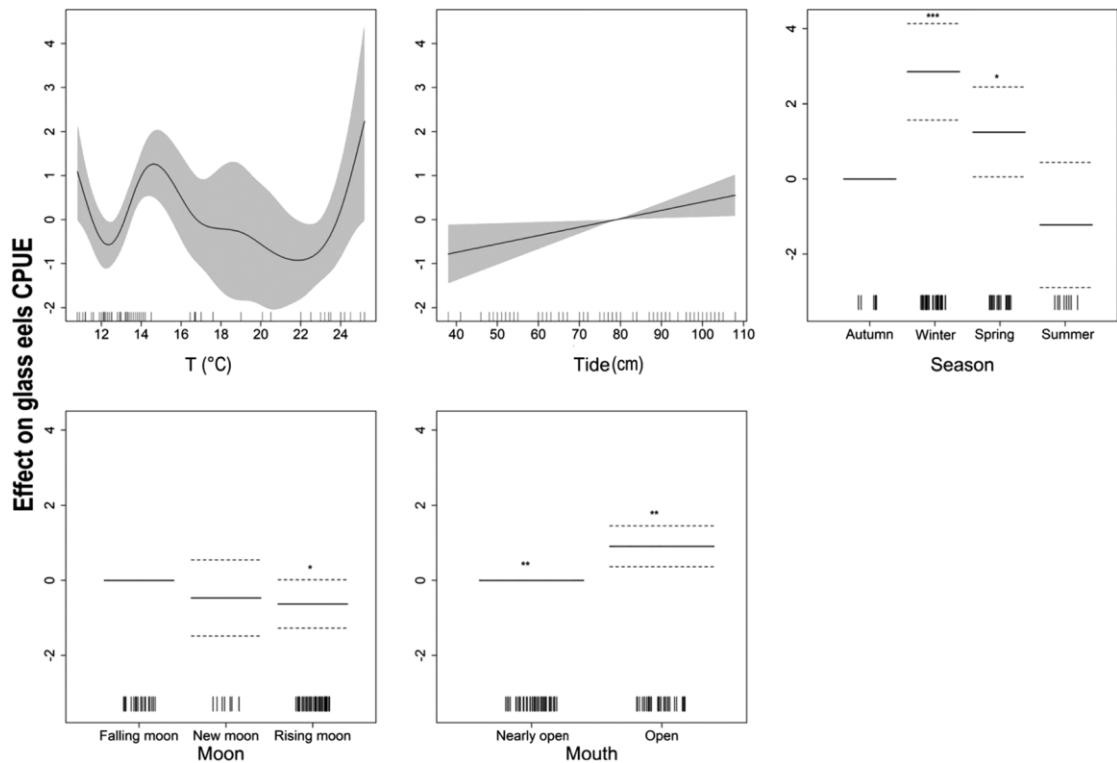 Effect on glass eels CPUE
4
3
2
1
0
-1
-2
12 14 16 18 20 22 24
T (°C)
4
3
2
1
0
-1
-2
40 50 60 70 80 90 100 110
Tide(cm)
4
2
0
-2
***
*
Autumn Winter Spring Summer
Season
4
2
0
-2
*
Falling moon New moon Rising moon
Moon
4
2
0
-2
**
**
Nearly open Open
Mouth